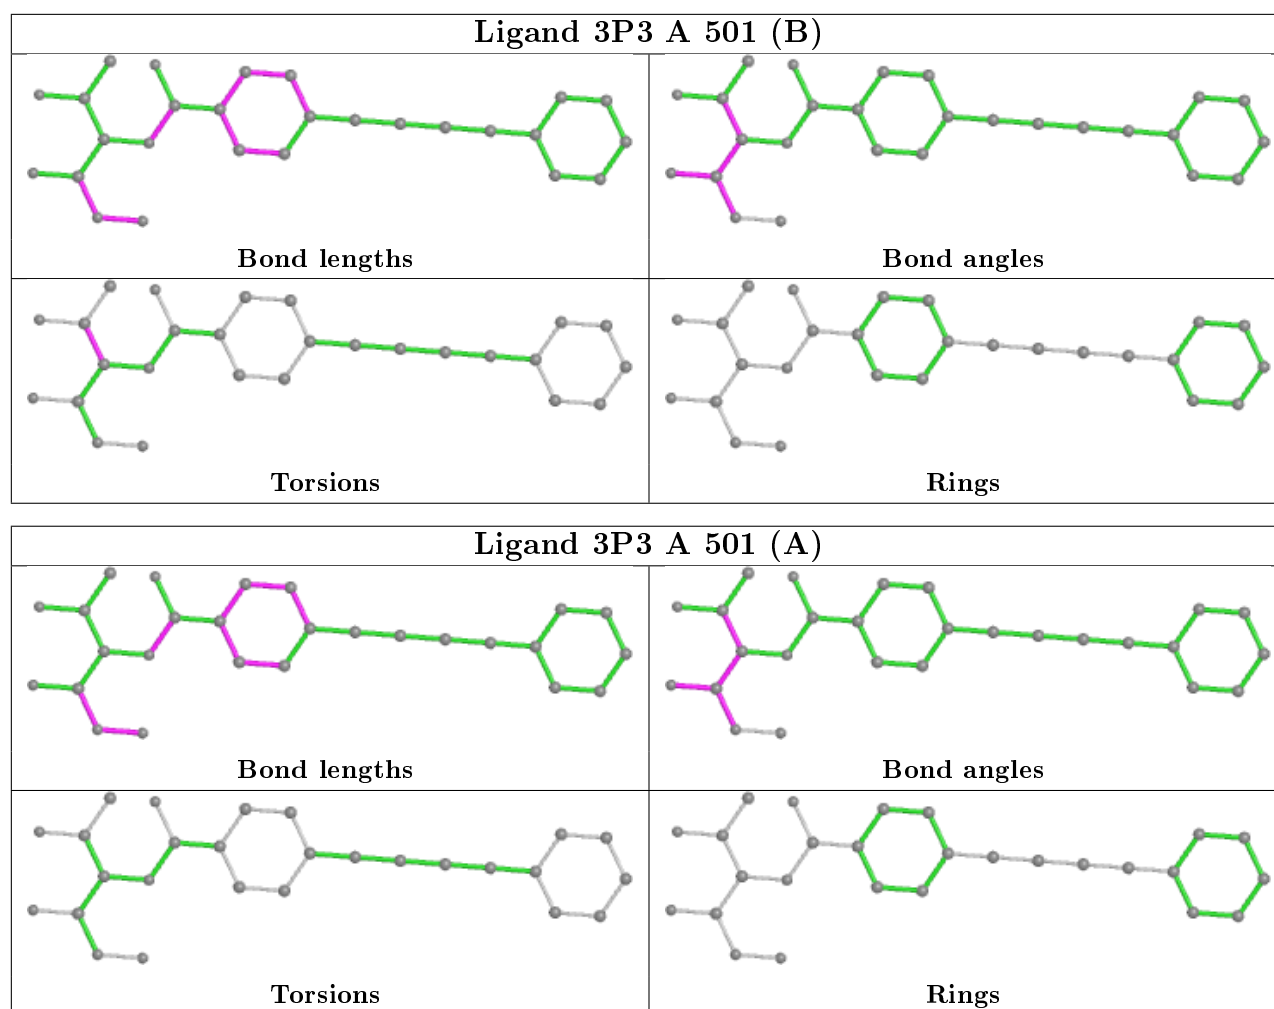 Ligand 3P3 A 501 (B)
Bond lengths
Bond angles
Torsions
Rings
Ligand 3P3 A 501 (A)
Bond lengths
Bond angles
Torsions
Rings